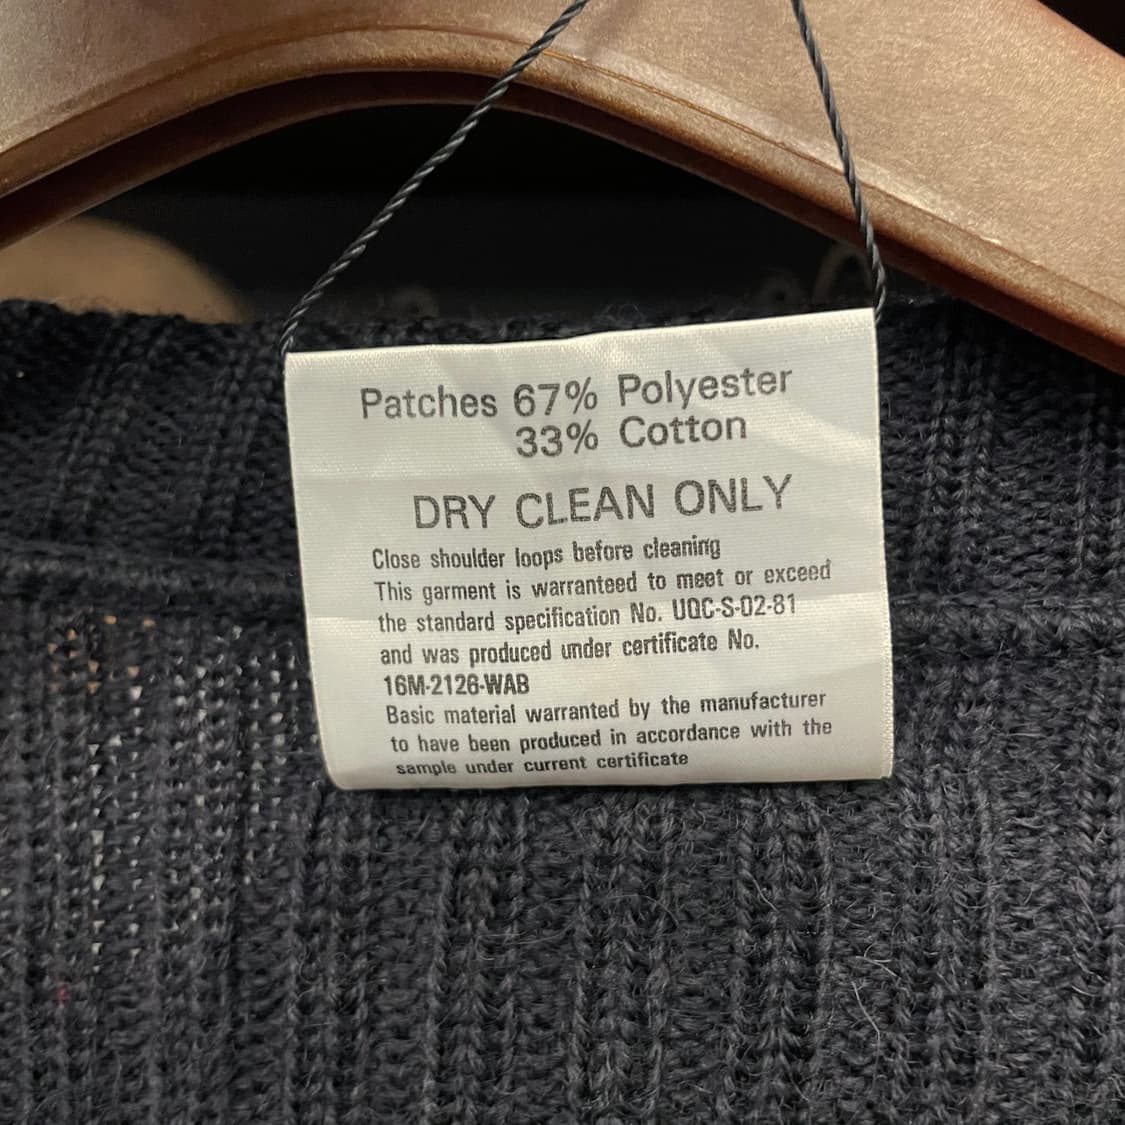 Patches 67% Polyester
33% Cotton
DRY CLEAN ONLY
Close shoulder loops before cleaning
This garment is warranteed to meet or exceed
the standard specification No. UQC-S-02-81
and was produced under certificate No.
16M-2126-WAB
Basic material warranted by the manufacturer
to have been produced in accordance with the
sample under current certificate